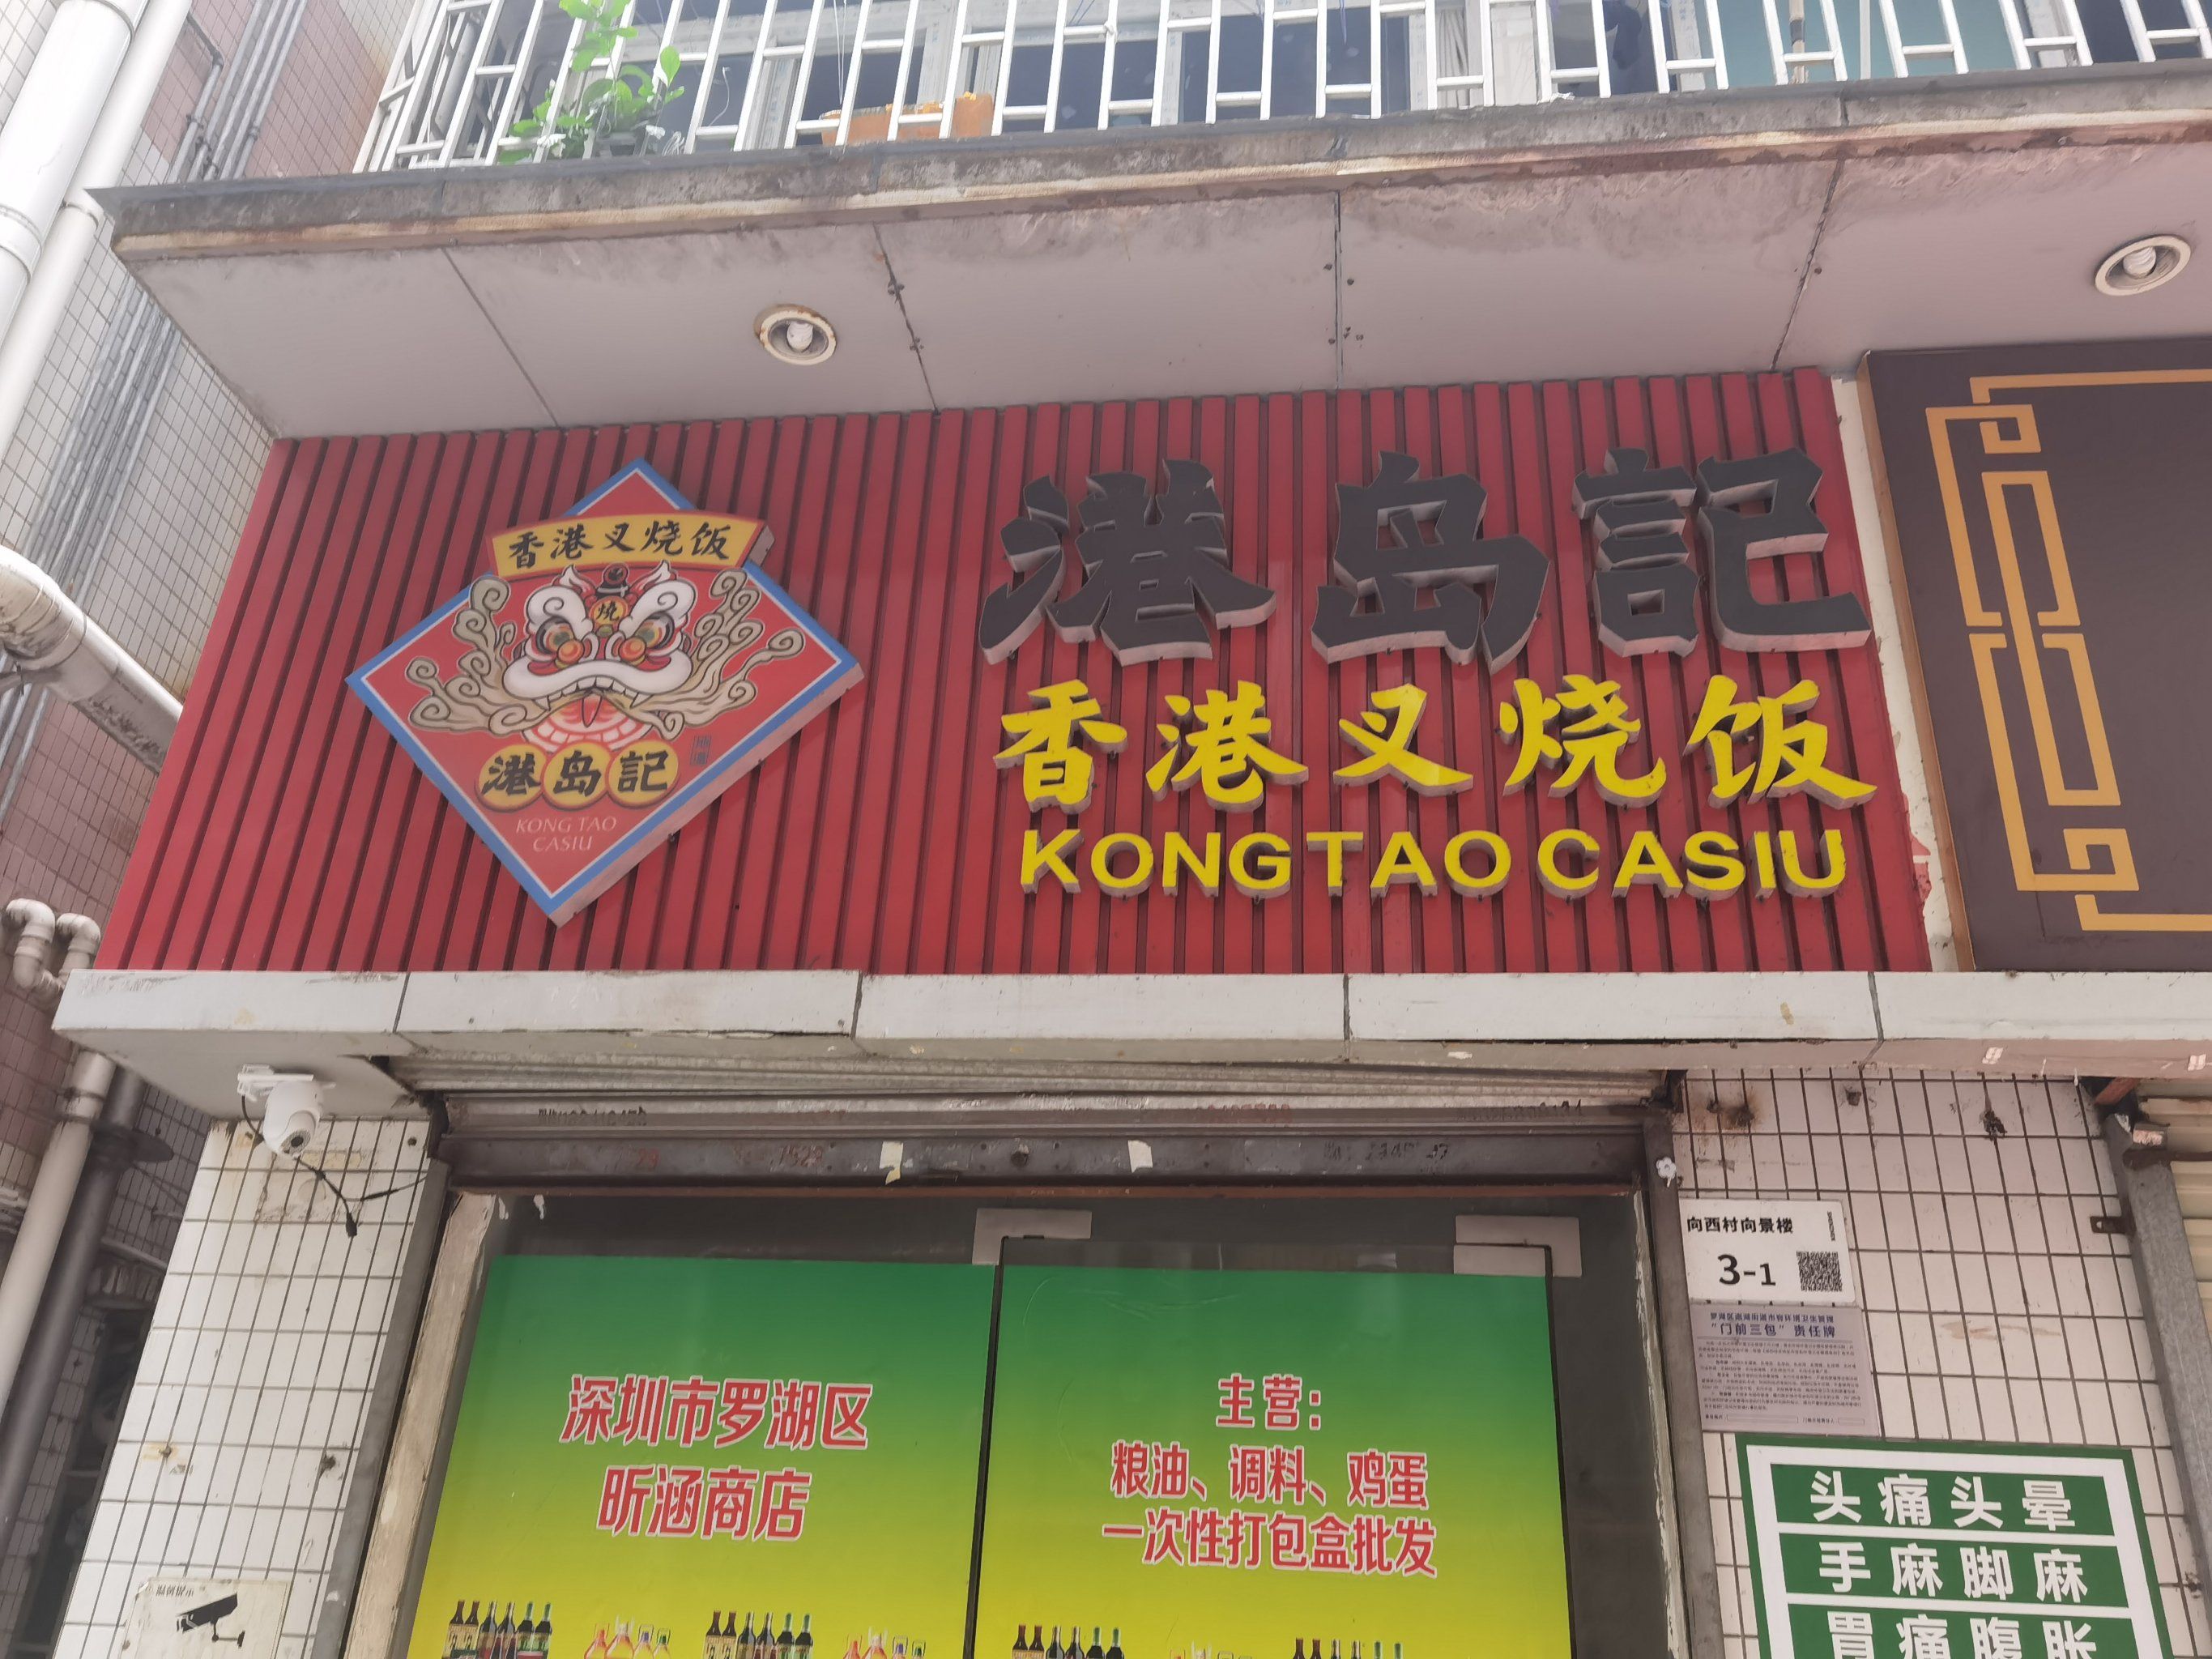 香港叉烧饭
烧
港岛記
KONG TAO
CASIU
港岛記
香港叉烧饭
KONGTAO CASIU
向西村向景楼
3-1
"门前三包" 责任牌
深圳市罗湖区
昕涵商店
主营：
粮油、调料、鸡蛋
一次性打包盒批发
头痛头晕
手麻脚麻
胃痛腹胀